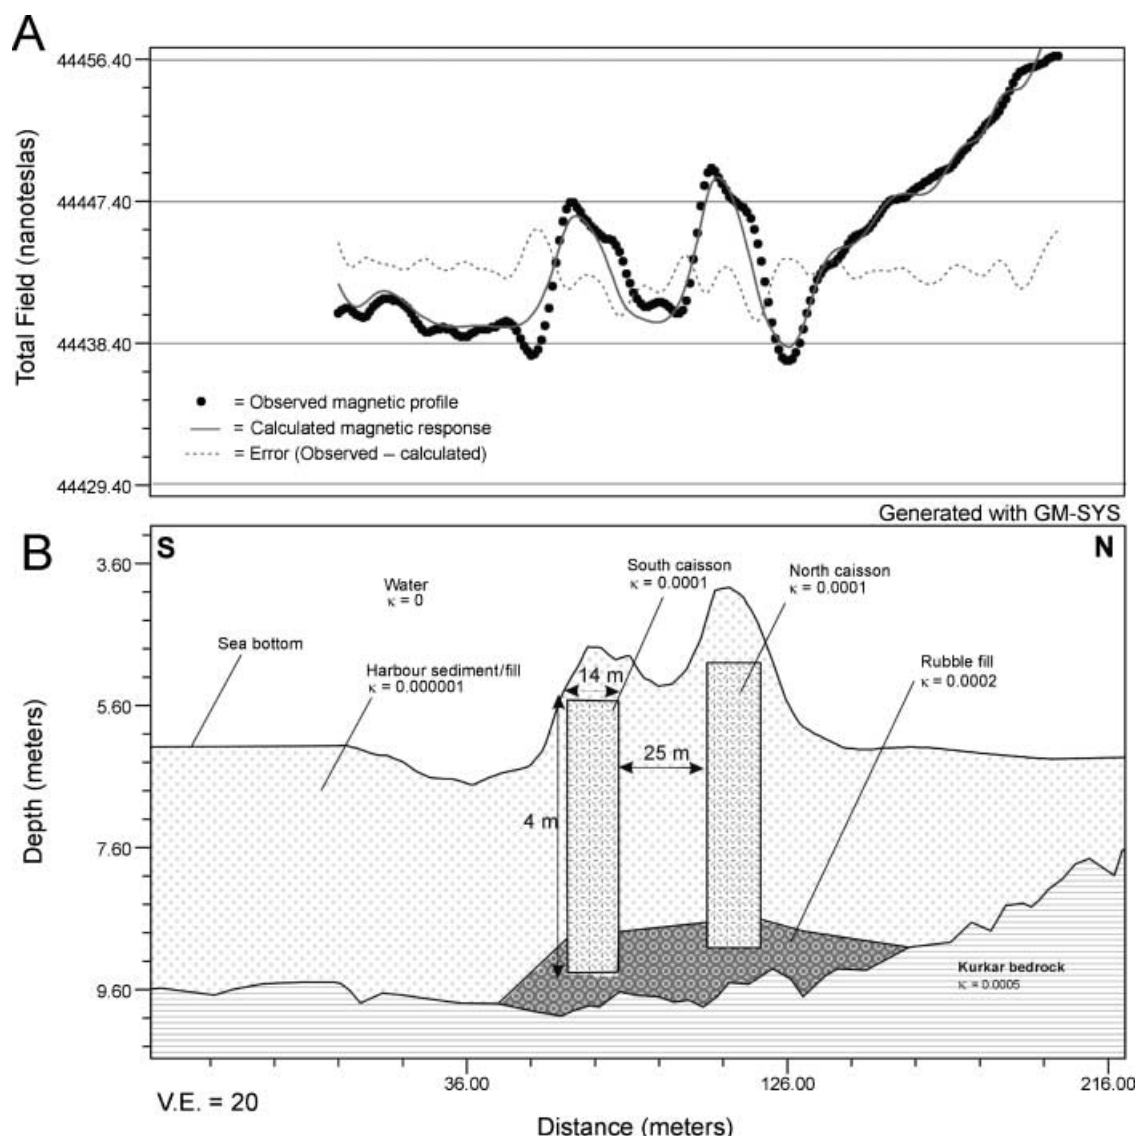 A
44456.40
44447.40
44438.40
44429.40
Total Field (nanoteslas)
= Observed magnetic profile
= Calculated magnetic response
= Error (Observed – calculated)
Generated with GM-SYS
B
S
N
3.60
5.60
7.60
9.60
Depth (meters)
Water
κ = 0
South caisson
κ = 0.0001
North caisson
κ = 0.0001
Sea bottom
Harbour sediment/fill
κ = 0.000001
Rubble fill
κ = 0.0002
14 m
25 m
4 m
Kurkar bedrock
κ = 0.0005
36.00
126.00
216.00
V.E. = 20
Distance (meters)